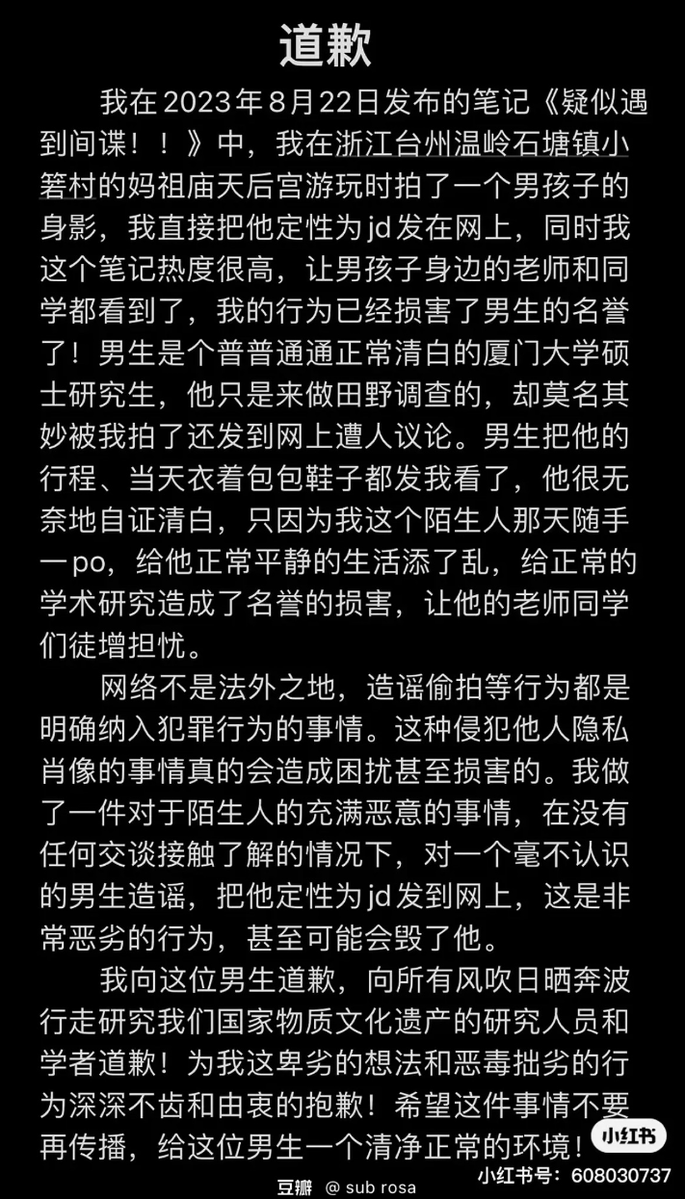 道歉
我在2023年8月22日发布的笔记《疑似遇
到间谍！！》中，我在浙江台州温岭石塘镇小
箬村的妈祖庙天后宫游玩时拍了一个男孩子的
身影，我直接把他定性为jd发在网上，同时我
这个笔记热度很高，让男孩子身边的老师和同
学都看到了，我的行为已经损害了男生的名誉
了！男生是个普普通通正常清白的厦门大学硕
士研究生，他只是来做田野调查的，却莫名其
妙被我拍了还发到网上遭人议论。男生把他的
行程、当天衣着包包鞋子都发我看了，他很无
奈地自证清白，只因为我这个陌生人那天随手
一po，给他正常平静的生活添了乱，给正常的
学术研究造成了名誉的损害，让他的老师同学
们徒增担忧。
网络不是法外之地，造谣偷拍等行为都是
明确纳入犯罪行为的事情。这种侵犯他人隐私
肖像的事情真的会造成困扰甚至损害的。我做
了一件对于陌生人的充满恶意的事情，在没有
任何交谈接触了解的情况下，对一个毫不认识
的男生造谣，把他定性为jd发到网上，这是非
常恶劣的行为，甚至可能会毁了他。
我向这位男生道歉，向所有风吹日晒奔波
行走研究我们国家物质文化遗产的研究人员和
学者道歉！为我这卑劣的想法和恶毒拙劣的行
为深深不齿和由衷的抱歉！希望这件事情不要
再传播，给这位男生一个清净正常的环境！
小红书
小红书号：608030737
豆瓣 @ sub rosa